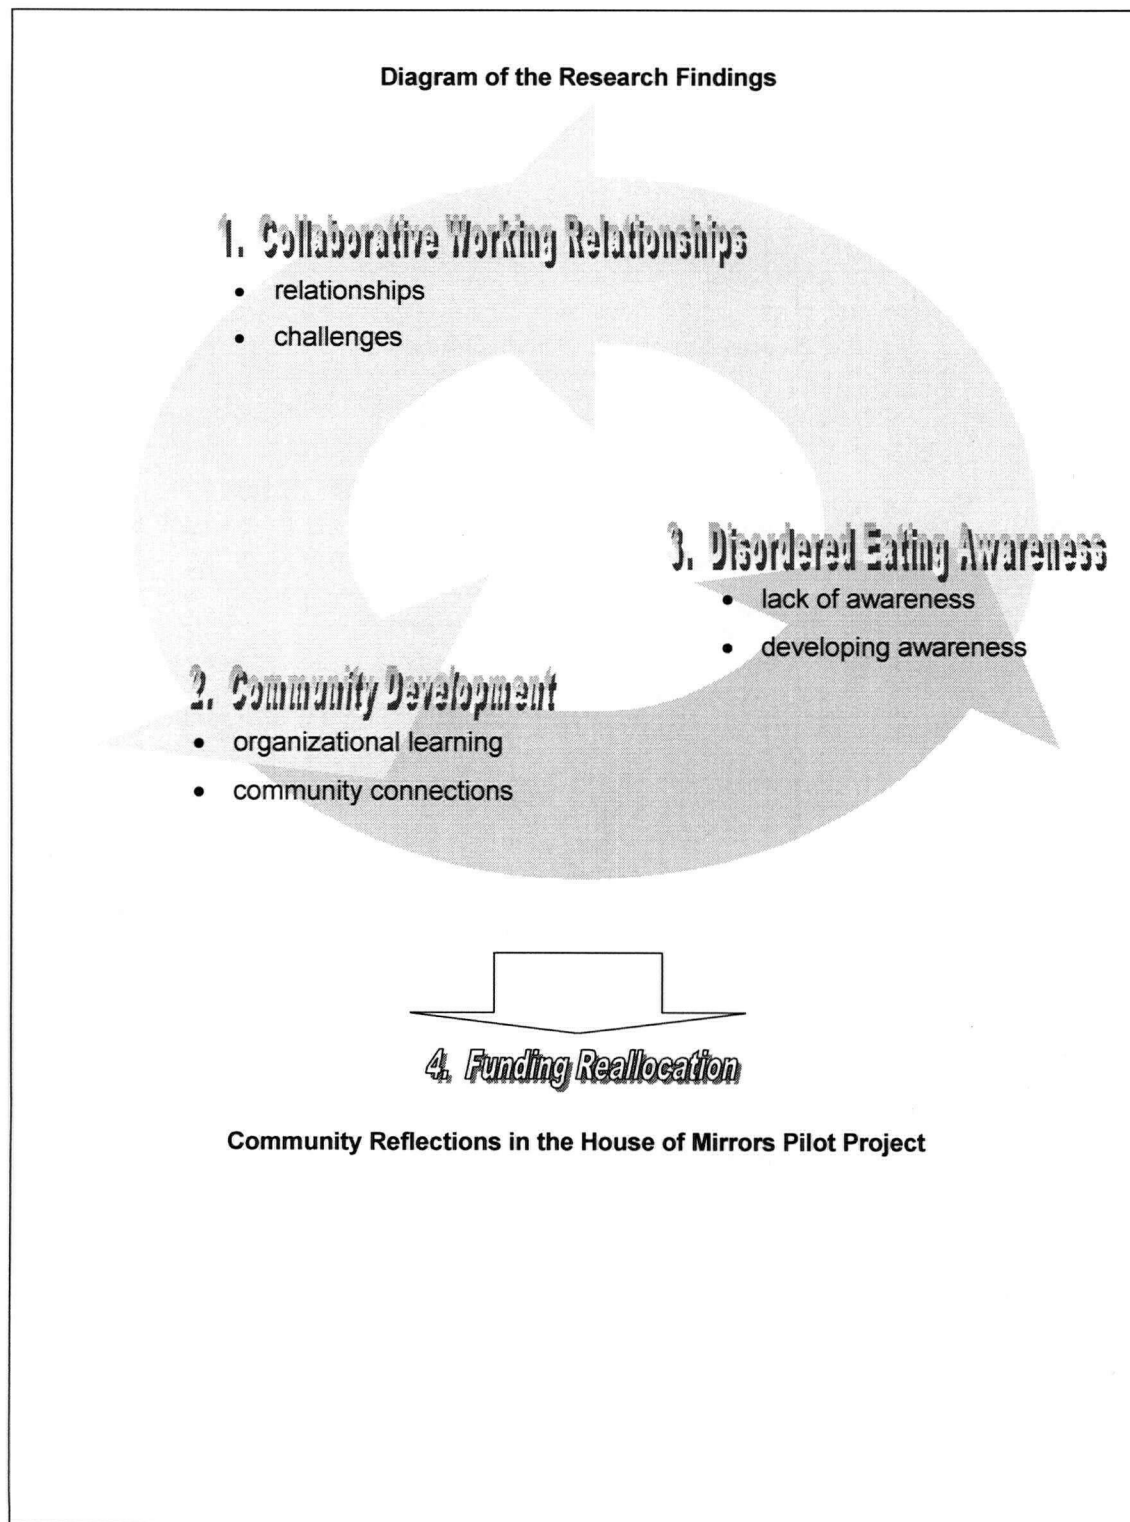 Diagram of the Research Findings
1. Collaborative Working Relationships
• relationships
• challenges
3. Disordered Eating Awareness
• lack of awareness
• developing awareness
2. Community Development
• organizational learning
• community connections
4. Funding Reallocation
Community Reflections in the House of Mirrors Pilot Project